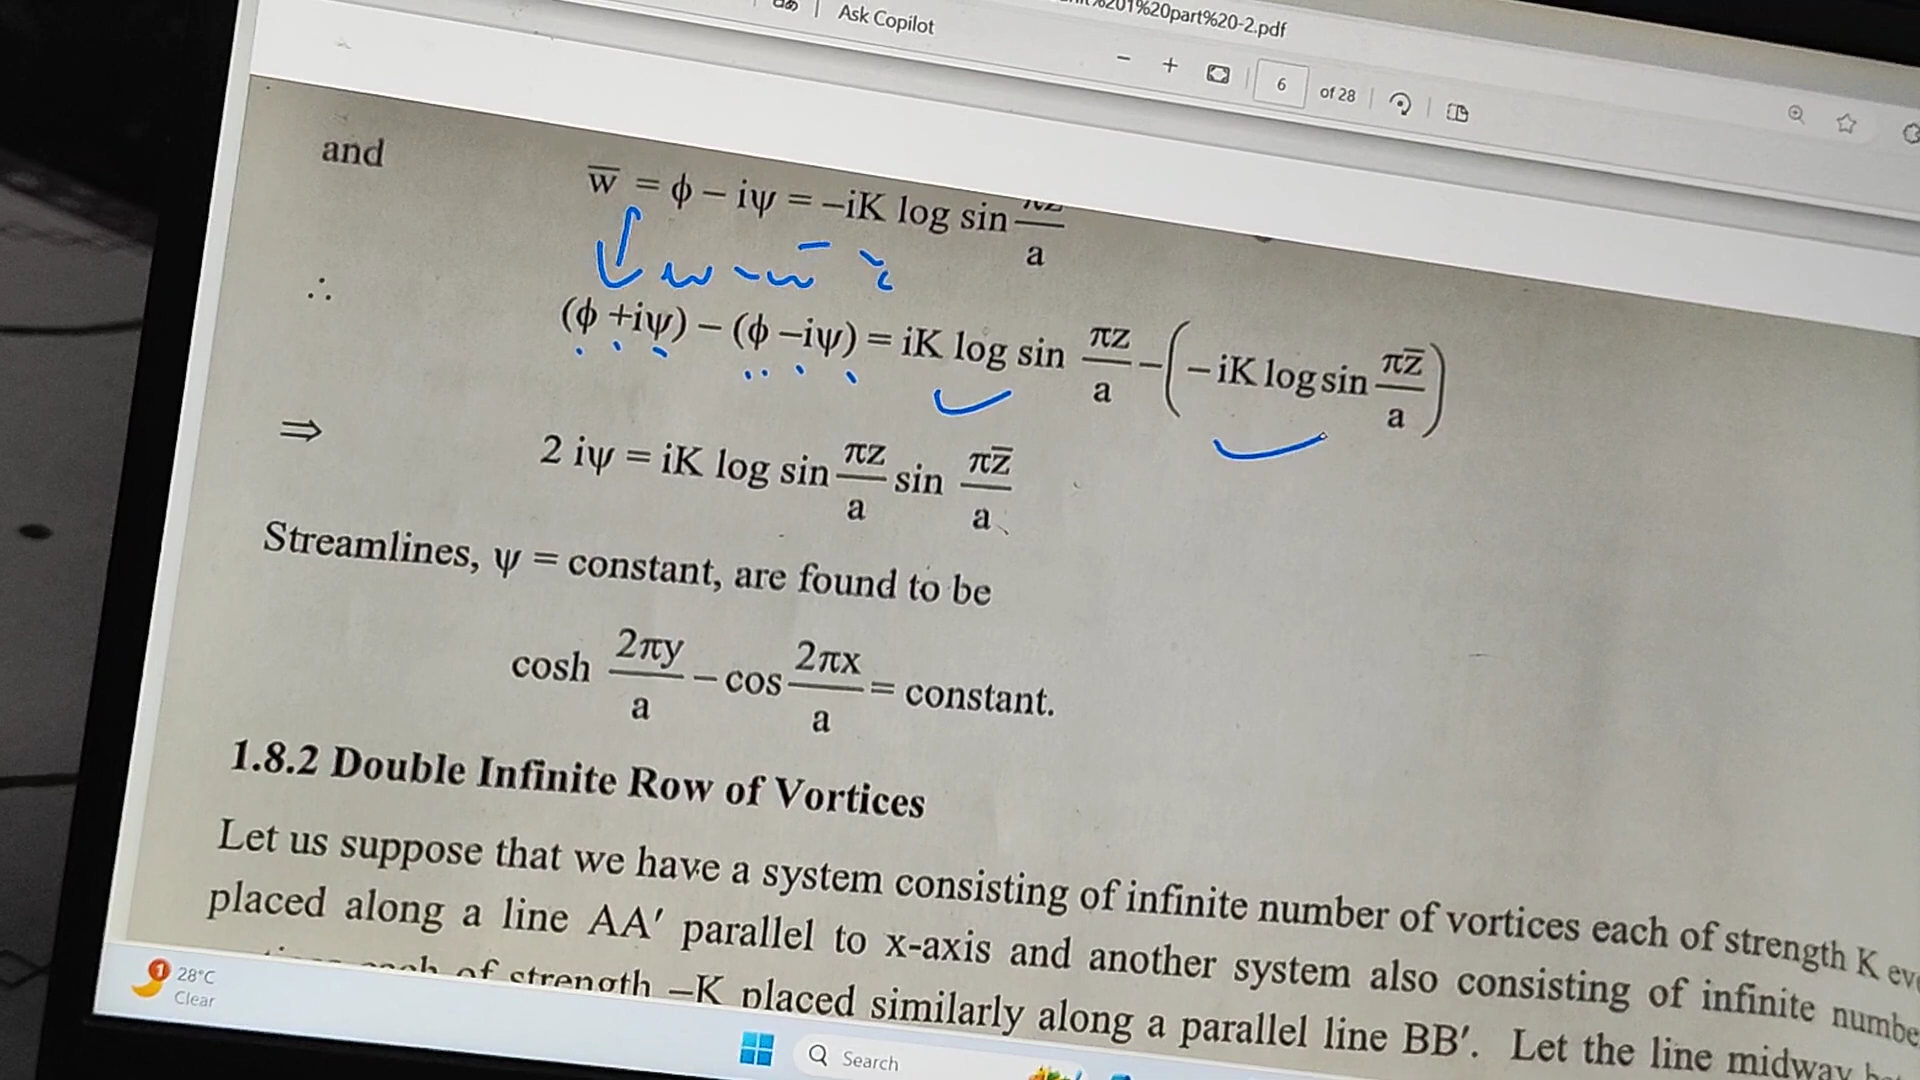 Ask Copilot
%201%20part%20-2.pdf
− + 6 of 28
and
w̅ = ϕ – iψ = –iK log sin πz̅/a
w - w̅
∴ (ϕ +iψ) – (ϕ –iψ) = iK log sin πz/a – ( – iK log sin πz̅/a )
⇒ 2 iψ = iK log sin πz/a sin πz̅/a
Streamlines, ψ = constant, are found to be
cosh 2πy/a – cos 2πx/a = constant.
1.8.2 Double Infinite Row of Vortices
Let us suppose that we have a system consisting of infinite number of vortices each of strength K
placed along a line AA′ parallel to x-axis and another system also consisting of infinite
each of strength –K placed similarly along a parallel line BB′. Let the line midway
1
28°C
Clear
Search